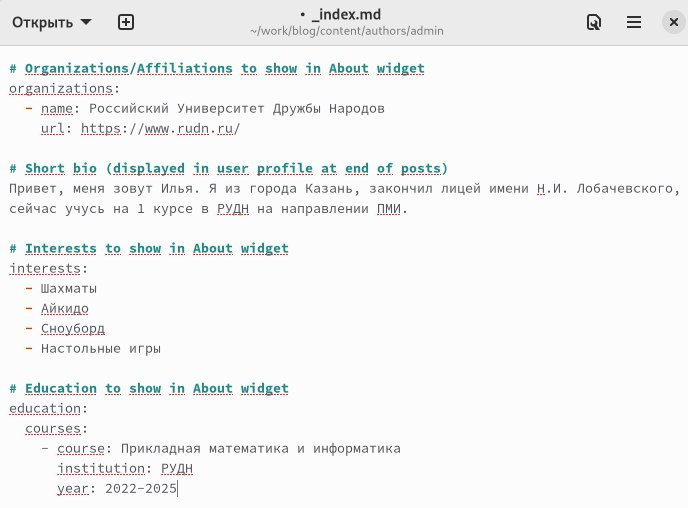 Открыть
• _index.md
~/work/blog/content/authors/admin
# Organizations/Affiliations to show in About widget
organizations:
- name: Российский Университет Дружбы Народов
url: https://www.rudn.ru/
# Short bio (displayed in user profile at end of posts)
Привет, меня зовут Илья. Я из города Казань, закончил лицей имени Н.И. Лобачевского,
сейчас учусь на 1 курсе в РУДН на направлении ПМИ.
# Interests to show in About widget
interests:
- Шахматы
- Айкидо
- Сноуборд
- Настольные игры
# Education to show in About widget
education:
courses:
- course: Прикладная математика и информатика
institution: РУДН
year: 2022-2025